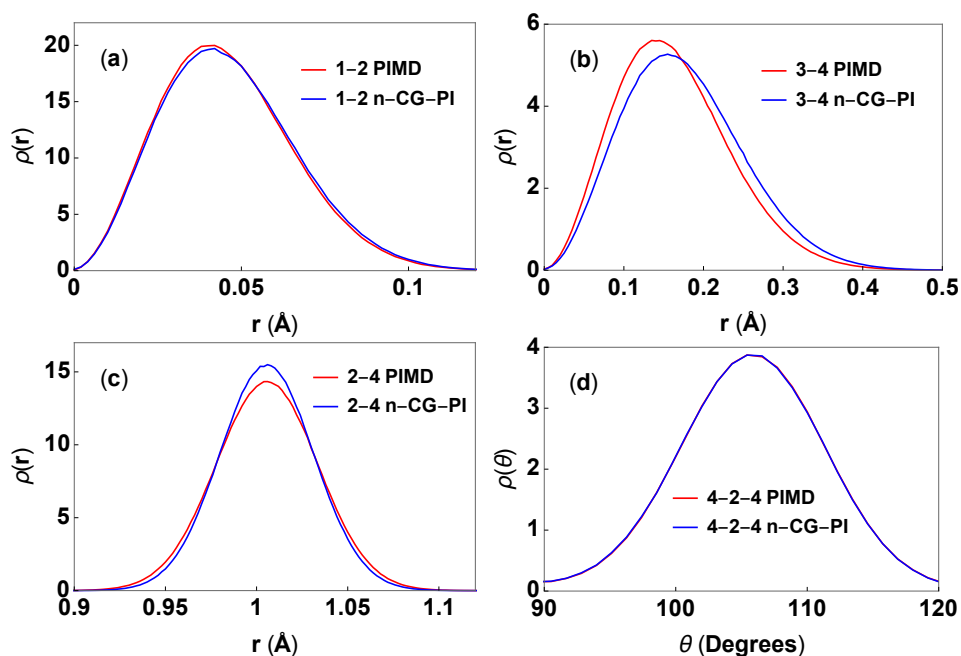 (a)
1–2 PIMD
1–2 n–CG–PI
ρ(r)
20
15
10
5
0
0
0.05
0.1
r (Å)
(b)
3–4 PIMD
3–4 n–CG–PI
ρ(r)
6
4
2
0
0
0.1
0.2
0.3
0.4
0.5
r (Å)
(c)
2–4 PIMD
2–4 n–CG–PI
ρ(r)
15
10
5
0
0.9
0.95
1
1.05
1.1
r (Å)
(d)
4–2–4 PIMD
4–2–4 n–CG–PI
ρ(θ)
4
3
2
1
0
90
100
110
120
θ (Degrees)